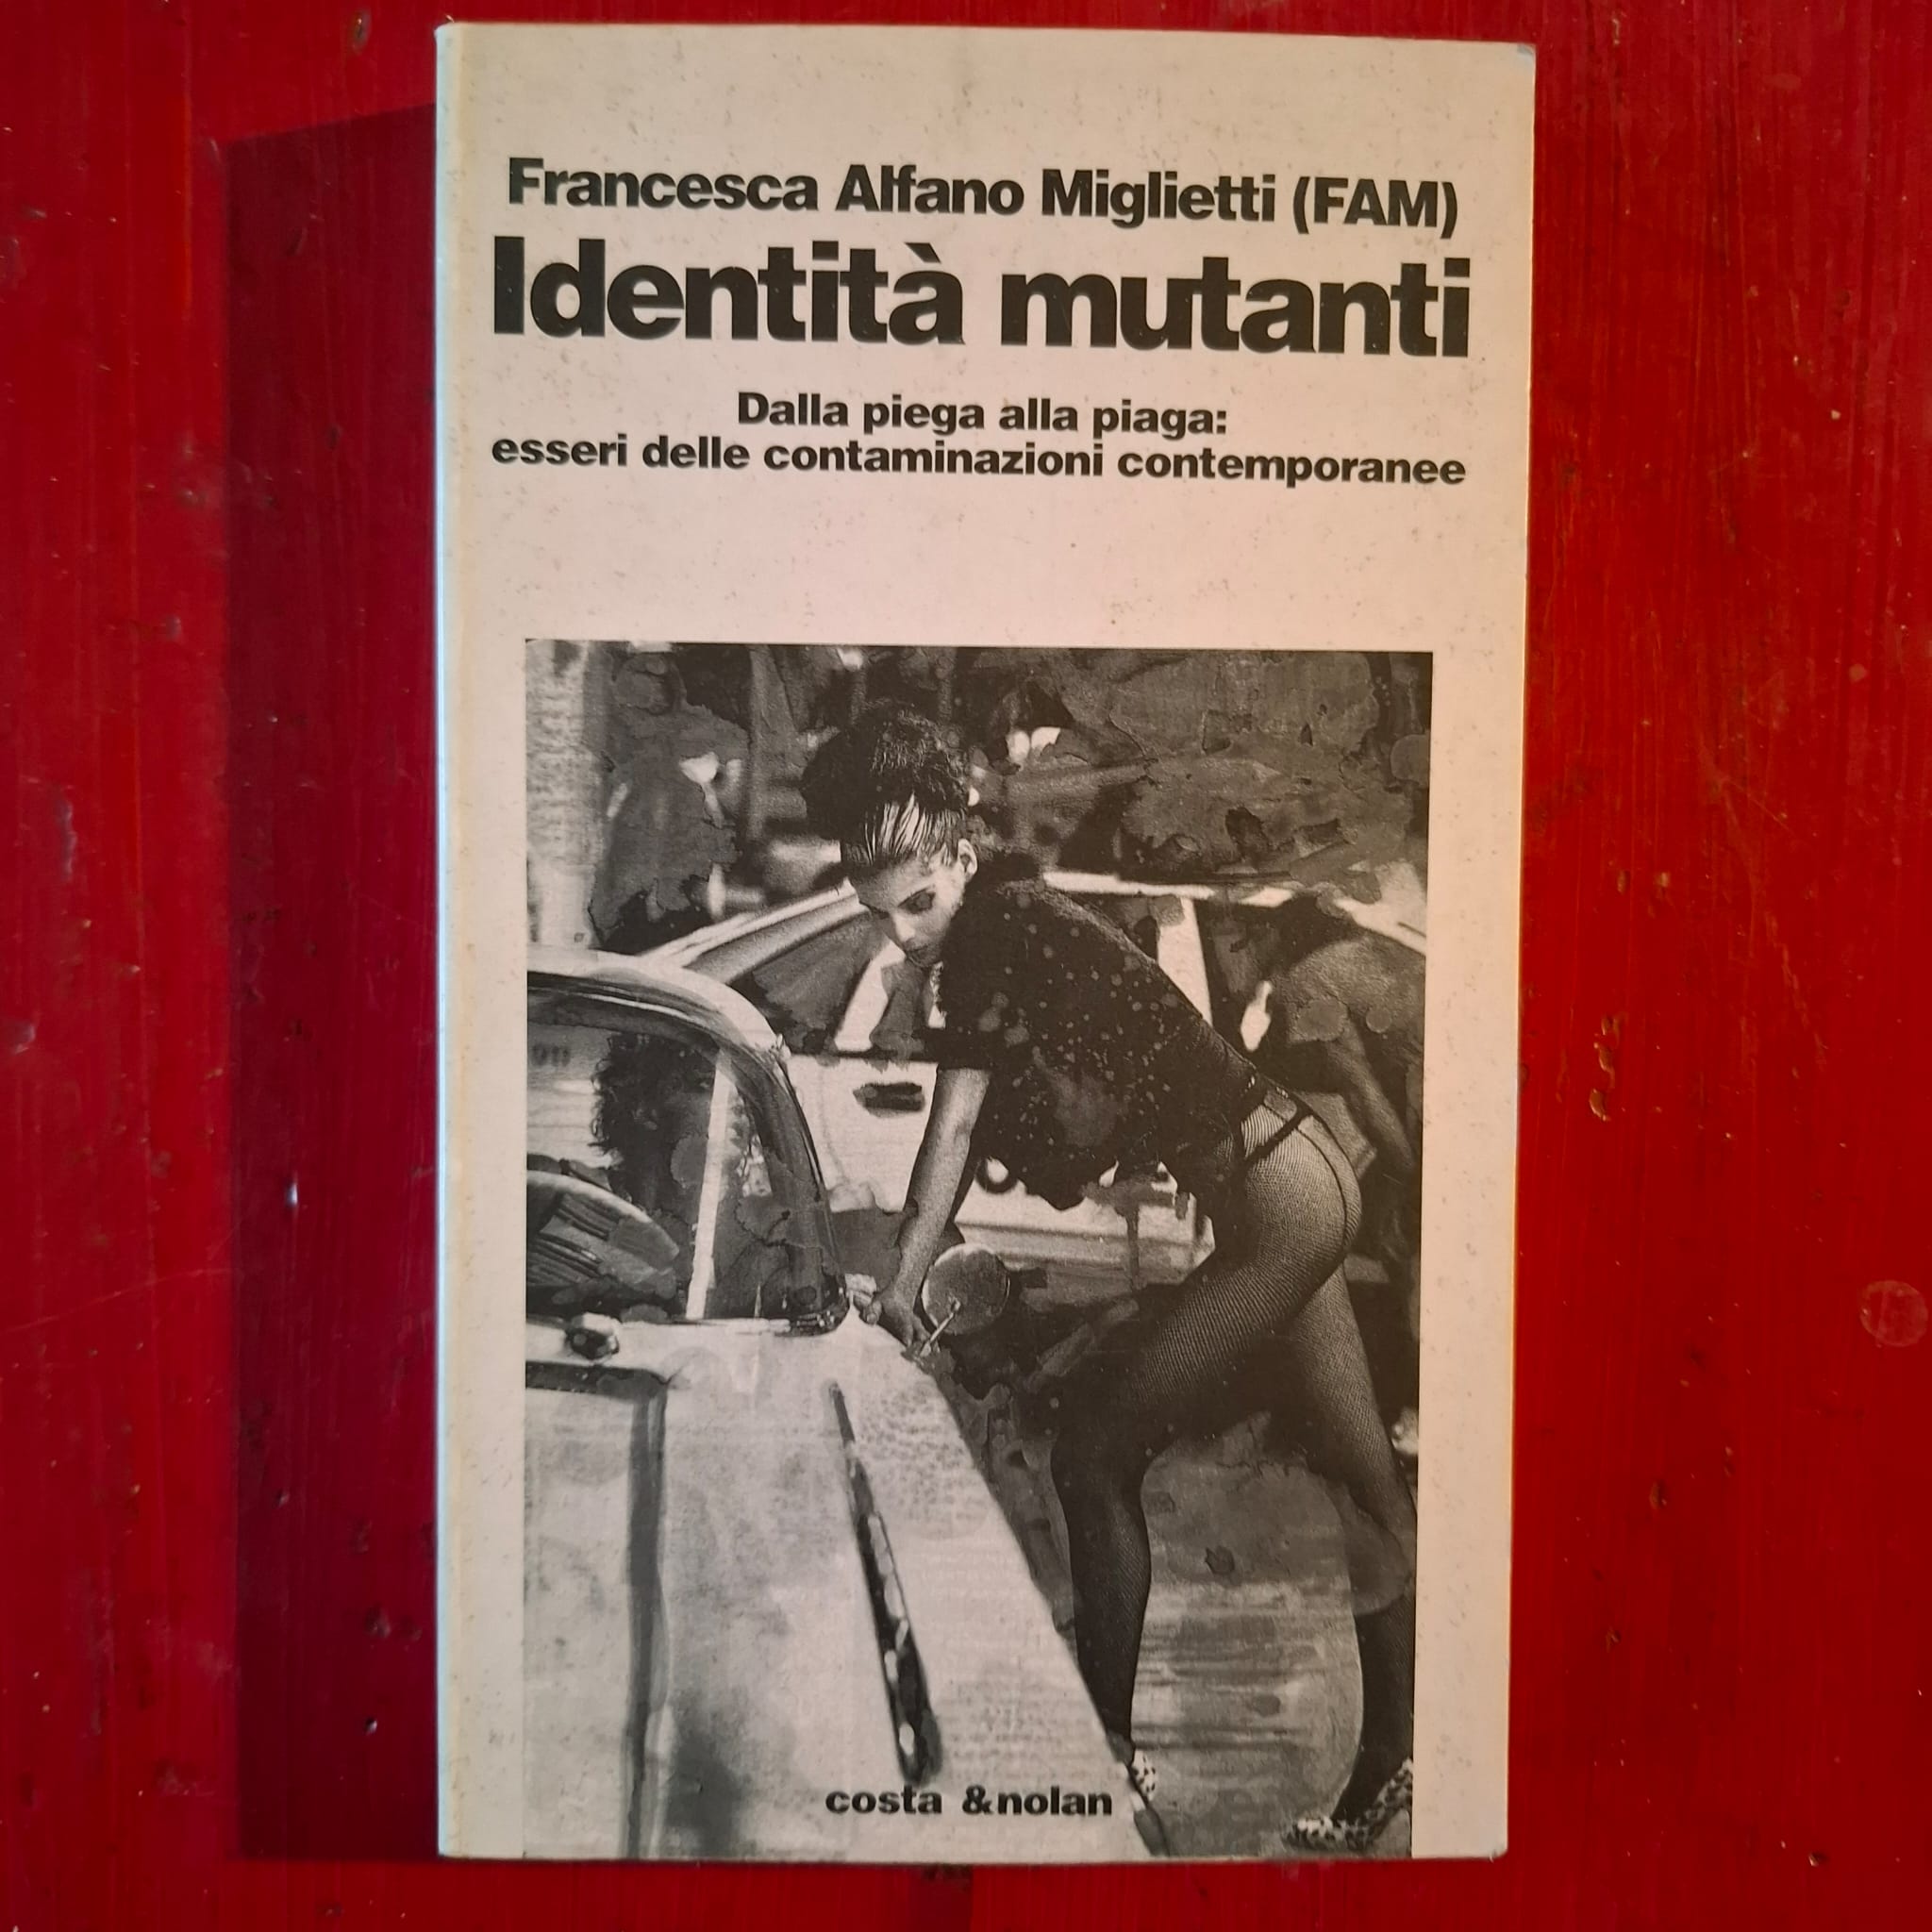 Francesca Alfano Miglietti (FAM)
Identità mutanti
Dalla piega alla piaga:
esseri delle contaminazioni contemporanee
costa &nolan